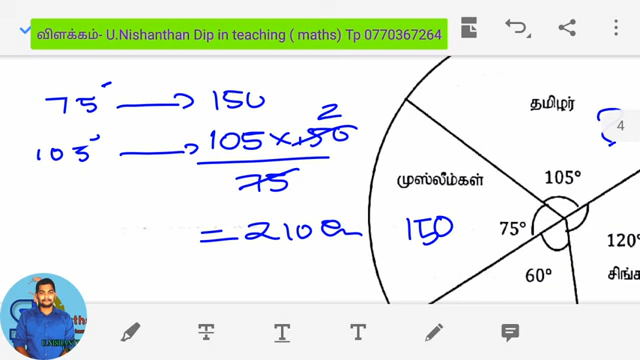 விளக்கம்- U.Nishanthan Dip in teaching ( maths) Tp 0770367264
75° → 150
2
105° → 105 × 150
75
= 210
தமிழர்
4
105°
முஸ்லீம்கள்
150
75°
120°
60°
சிங்க